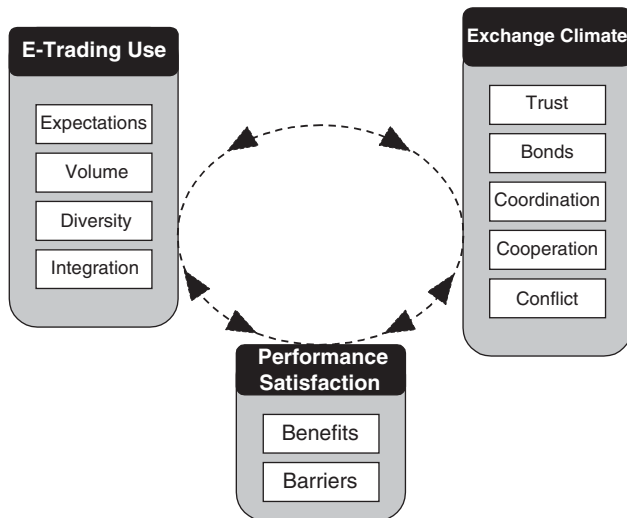 E-Trading Use
Expectations
Volume
Diversity
Integration
Exchange Climate
Trust
Bonds
Coordination
Cooperation
Conflict
Performance
Satisfaction
Benefits
Barriers